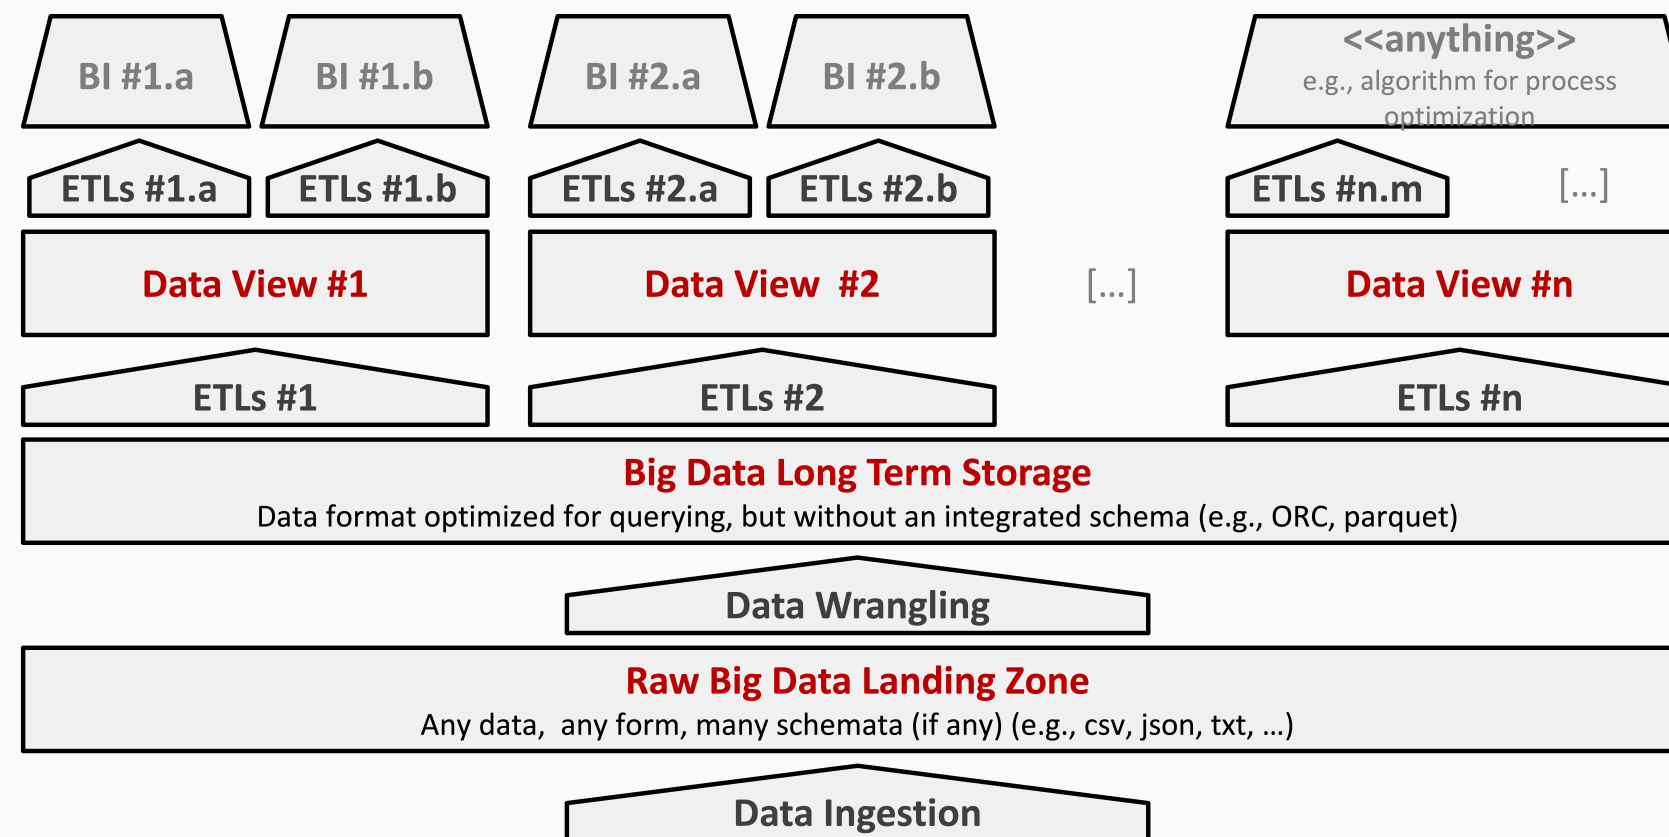 BI #1.a
BI #1.b
BI #2.a
BI #2.b
<<anything>>
e.g., algorithm for process
optimization
ETLs #1.a
ETLs #1.b
ETLs #2.a
ETLs #2.b
ETLs #n.m
[...]
Data View #1
Data View  #2
[...]
Data View #n
ETLs #1
ETLs #2
ETLs #n
Big Data Long Term Storage
Data format optimized for querying, but without an integrated schema (e.g., ORC, parquet)
Data Wrangling
Raw Big Data Landing Zone
Any data,  any form, many schemata (if any) (e.g., csv, json, txt, ...)
Data Ingestion